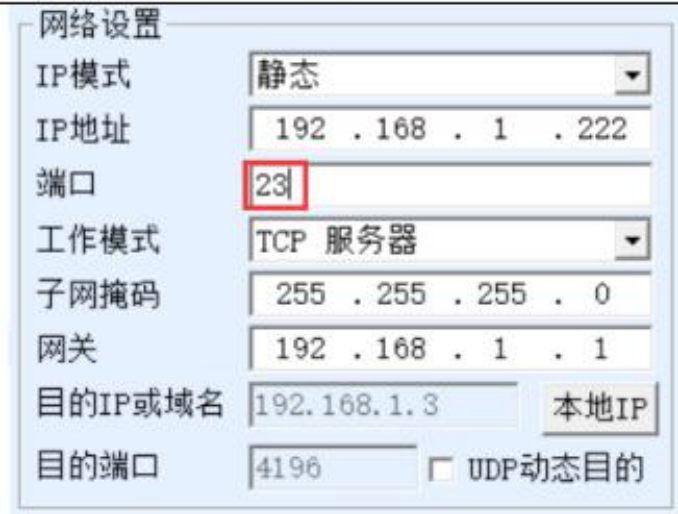 网络设置
IP模式 静态
IP地址 192 . 168 . 1 . 222
端口 23
工作模式 TCP 服务器
子网掩码 255 . 255 . 255 . 0
网关 192 . 168 . 1 . 1
目的IP或域名 192.168.1.3 本地IP
目的端口 4196 UDP动态目的